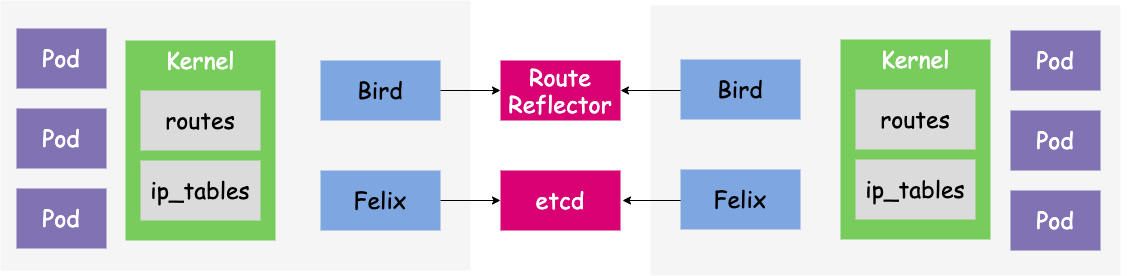 Pod
Pod
Pod
Kernel
routes
ip_tables
Bird
Felix
Route
Reflector
etcd
Bird
Felix
Kernel
routes
ip_tables
Pod
Pod
Pod